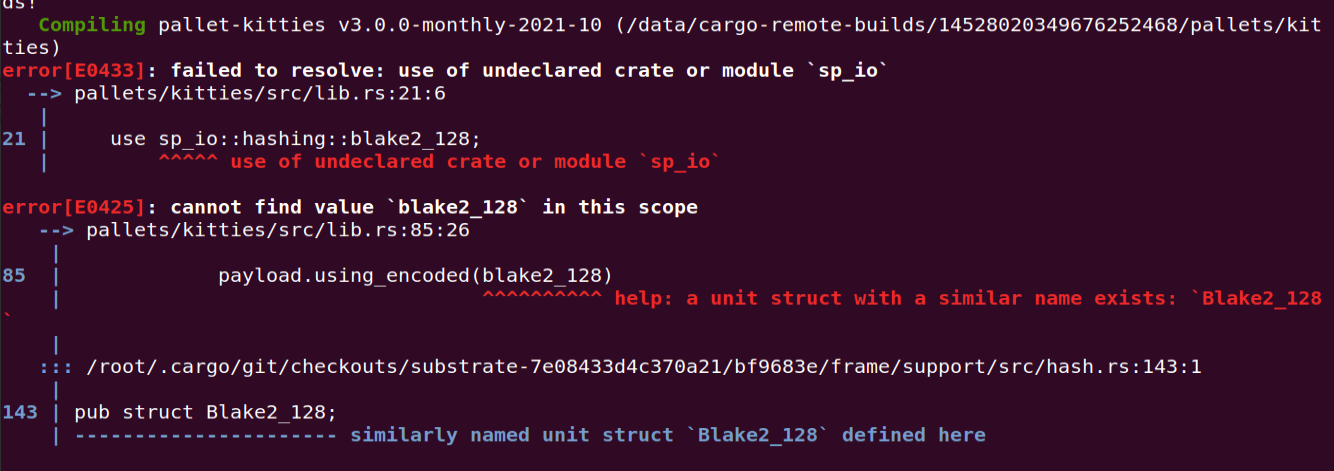 ds!
   Compiling pallet-kitties v3.0.0-monthly-2021-10 (/data/cargo-remote-builds/14528020349676252468/pallets/kit
ties)
error[E0433]: failed to resolve: use of undeclared crate or module `sp_io`
  --> pallets/kitties/src/lib.rs:21:6
   |
21 |     use sp_io::hashing::blake2_128;
   |         ^^^^^ use of undeclared crate or module `sp_io`

error[E0425]: cannot find value `blake2_128` in this scope
   --> pallets/kitties/src/lib.rs:85:26
    |
85  |             payload.using_encoded(blake2_128)
    |                                   ^^^^^^^^^^ help: a unit struct with a similar name exists: `Blake2_128
`
    |
   ::: /root/.cargo/git/checkouts/substrate-7e08433d4c370a21/bf9683e/frame/support/src/hash.rs:143:1
    |
143 | pub struct Blake2_128;
    | ---------------------- similarly named unit struct `Blake2_128` defined here